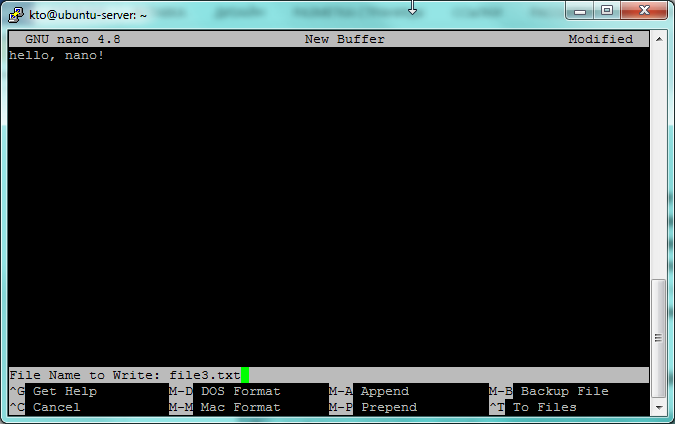 kto@ubuntu-server: ~
GNU nano 4.8 New Buffer Modified
hello, nano!
File Name to Write: file3.txt
^G Get Help M-D DOS Format M-A Append M-B Backup File
^C Cancel M-M Mac Format M-P Prepend ^T To Files